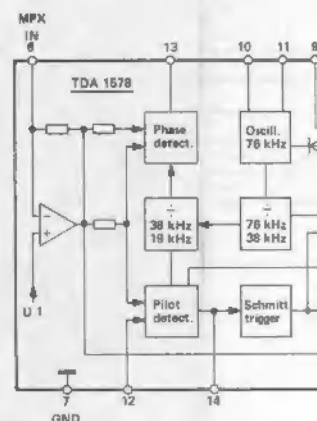 MPX
IN
6
13
10
11
9
TDA 1578
Phase
detect.
Oscill.
76 kHz
÷
38 kHz
19 kHz
÷
76 kHz
38 kHz
−
+
U 1
Pilot
detect.
Schmitt
trigger
7
12
14
GND